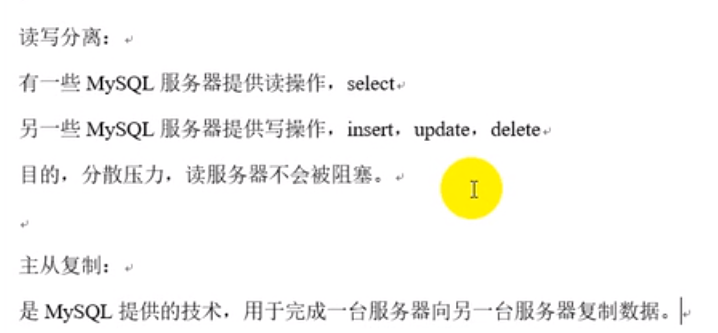 读写分离：
有一些 MySQL 服务器提供读操作，select
另一些 MySQL 服务器提供写操作，insert，update，delete
目的，分散压力，读服务器不会被阻塞。
主从复制：
是 MySQL 提供的技术，用于完成一台服务器向另一台服务器复制数据。